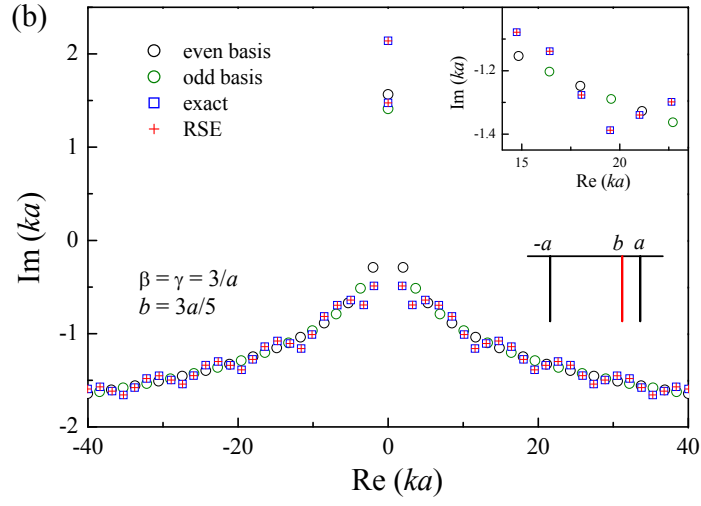 (b)
2
1
0
-1
-2
Im (ka)
-40
-20
0
20
40
Re (ka)
even basis
odd basis
exact
RSE
β = γ = 3/a
b = 3a/5
-1.2
-1.4
Im (ka)
15
20
Re (ka)
-a
b
a